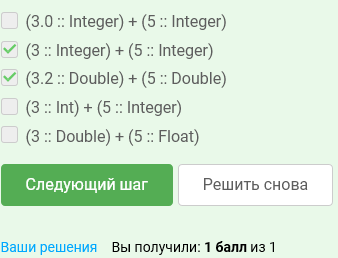 (3.0 :: Integer) + (5 :: Integer)
(3 :: Integer) + (5 :: Integer)
(3.2 :: Double) + (5 :: Double)
(3 :: Int) + (5 :: Integer)
(3 :: Double) + (5 :: Float)
Следующий шаг Решить снова
Ваши решения Вы получили: 1 балл из 1